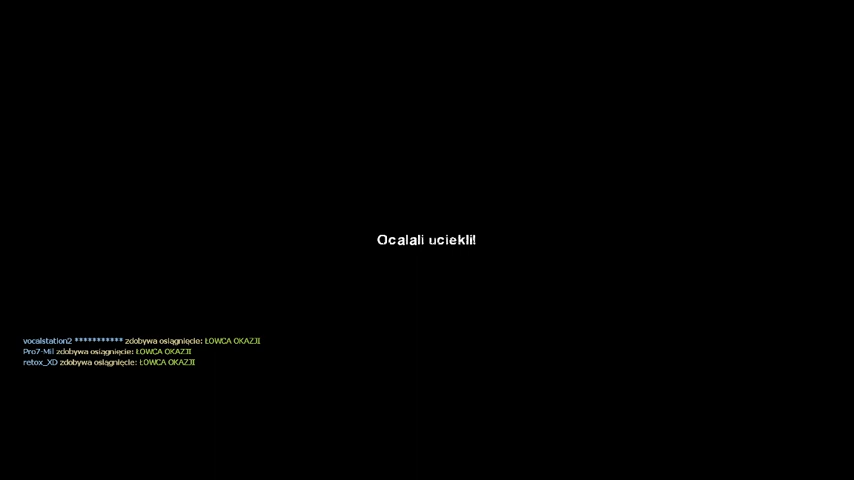 Ocalali uciekli!
vocalstation2 *********** zdobywa osiągnięcie: ŁOWCA OKAZJI
Pro7-Mil zdobywa osiągnięcie: ŁOWCA OKAZJI
retox_XD zdobywa osiągnięcie: ŁOWCA OKAZJI